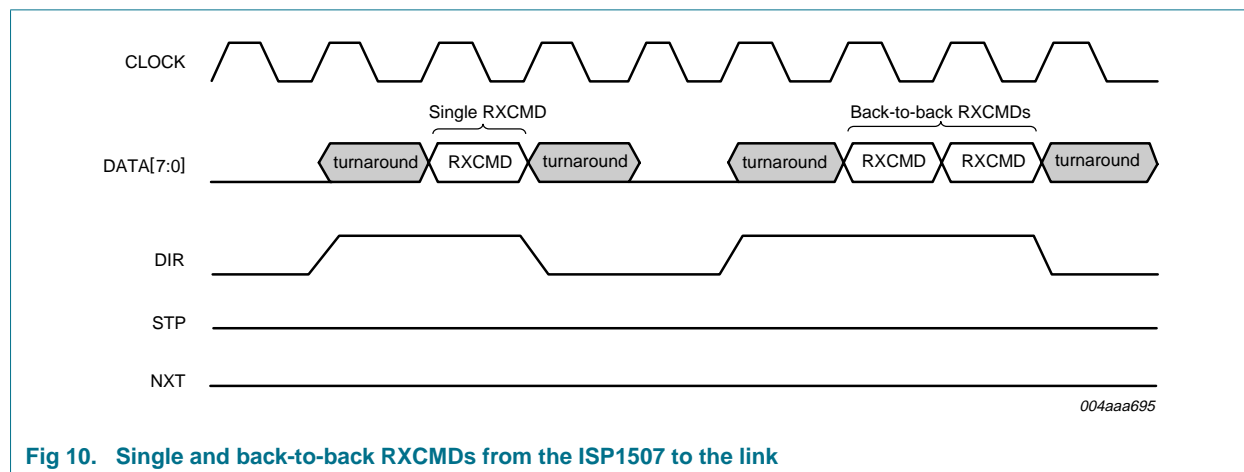 CLOCK
Single RXCMD
Back-to-back RXCMDs
DATA[7:0]
turnaround
RXCMD
turnaround
turnaround
RXCMD
RXCMD
turnaround
DIR
STP
NXT
004aaa695
Fig 10. Single and back-to-back RXCMDs from the ISP1507 to the link